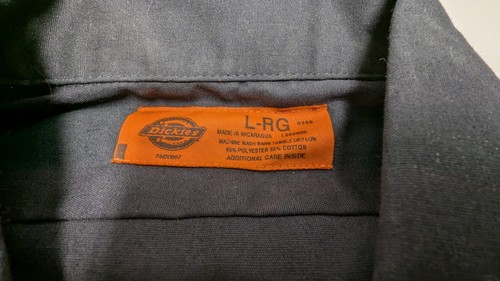 Dickies
L-RG
MADE IN NICARAGUA
MACHINE WASH WARM TUMBLE DRY LOW
65% POLYESTER 35% COTTON
ADDITIONAL CARE INSIDE